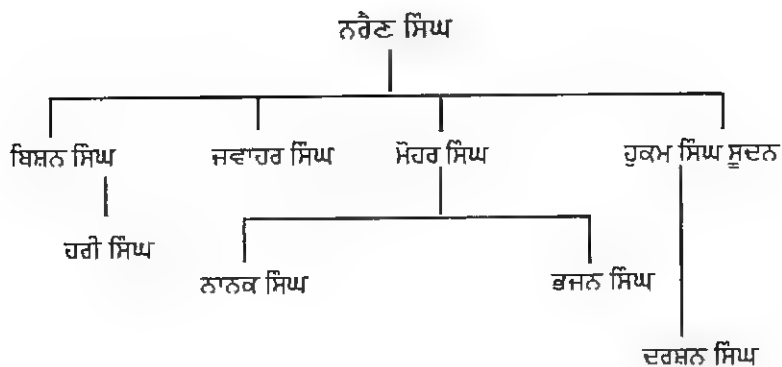 ਨਰੈਣ ਸਿੰਘ
ਬਿਸ਼ਨ ਸਿੰਘ ਜਵਾਹਰ ਸਿੰਘ ਮੋਹਰ ਸਿੰਘ ਹੁਕਮ ਸਿੰਘ ਸੂਦਨ
ਹਰੀ ਸਿੰਘ
ਨਾਨਕ ਸਿੰਘ ਭਜਨ ਸਿੰਘ
ਦਰਸ਼ਨ ਸਿੰਘ